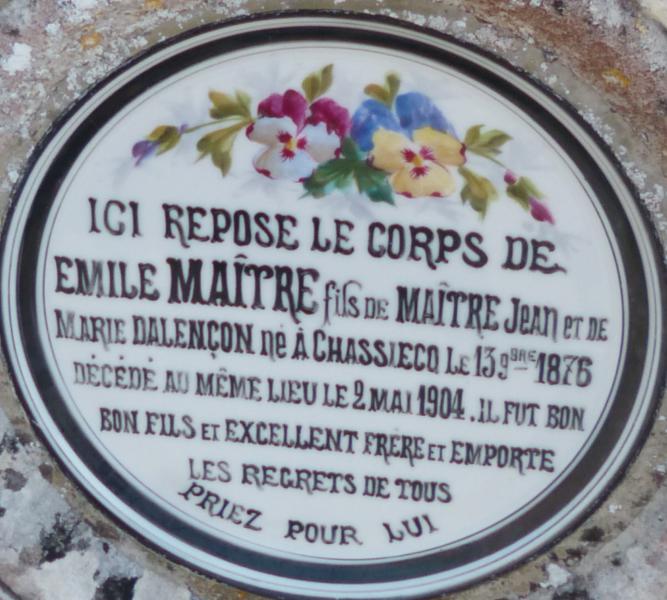 ICI REPOSE LE CORPS DE
EMILE MAÎTRE fils DE MAÎTRE Jean ET DE
MARIE DALENÇON né À CHASSIECQ LE 13 9BRE 1876
DÉCÉDÉ AU MÊME LIEU LE 2 MAI 1904. IL FUT BON
BON FILS ET EXCELLENT FRÈRE ET EMPORTE
LES REGRETS DE TOUS
PRIEZ POUR LUI